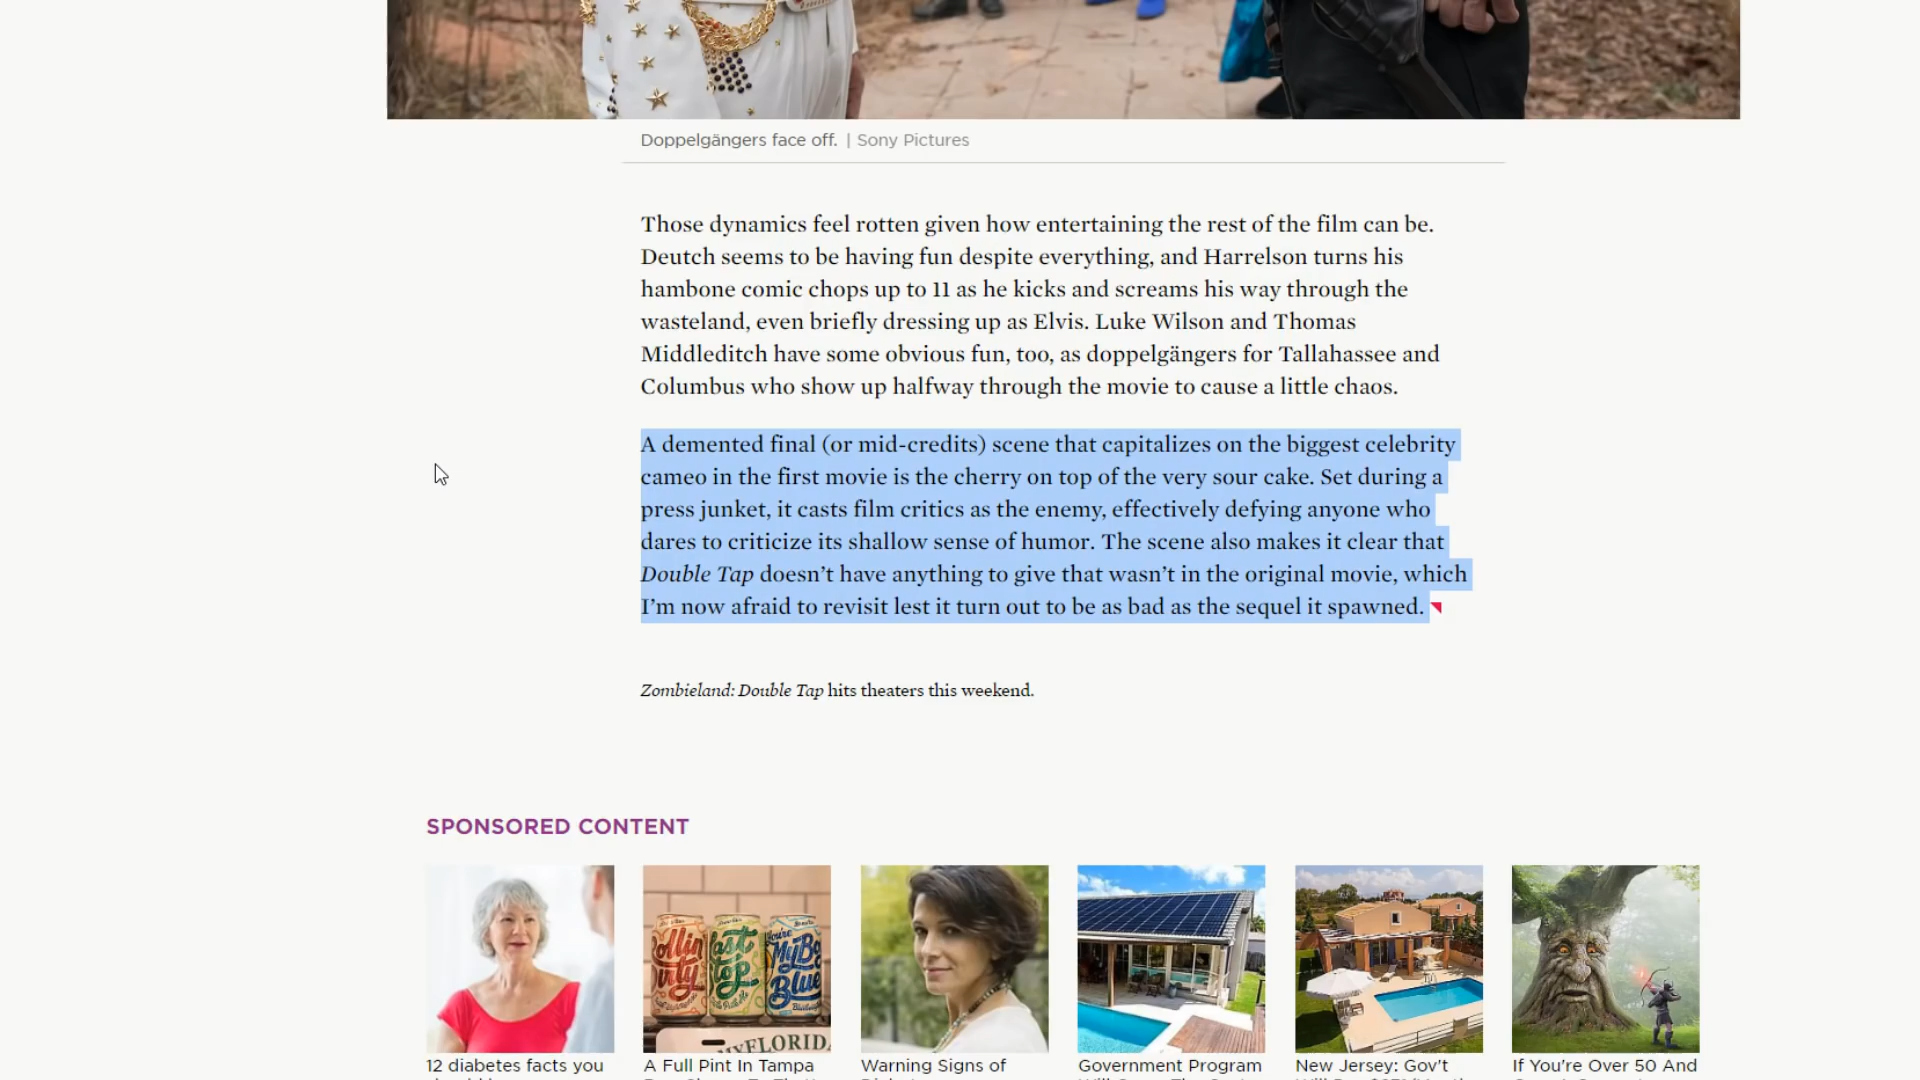 Doppelgängers face off. | Sony Pictures
Those dynamics feel rotten given how entertaining the rest of the film can be.
Deutch seems to be having fun despite everything, and Harrelson turns his
hambone comic chops up to 11 as he kicks and screams his way through the
wasteland, even briefly dressing up as Elvis. Luke Wilson and Thomas
Middleditch have some obvious fun, too, as doppelgängers for Tallahassee and
Columbus who show up halfway through the movie to cause a little chaos.
A demented final (or mid-credits) scene that capitalizes on the biggest celebrity
cameo in the first movie is the cherry on top of the very sour cake. Set during a
press junket, it casts film critics as the enemy, effectively defying anyone who
dares to criticize its shallow sense of humor. The scene also makes it clear that
Double Tap doesn’t have anything to give that wasn’t in the original movie, which
I’m now afraid to revisit lest it turn out to be as bad as the sequel it spawned.
Zombieland: Double Tap hits theaters this weekend.
SPONSORED CONTENT
12 diabetes facts you
A Full Pint In Tampa
Warning Signs of
Government Program
New Jersey: Gov't
If You're Over 50 And